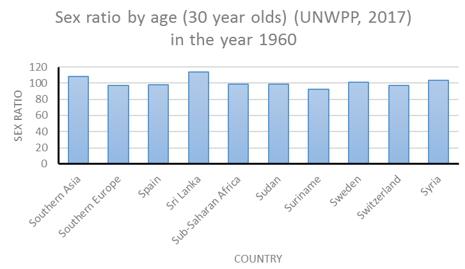 Sex ratio by age (30 year olds) (UNWPP, 2017)
in the year 1960
SEX RATIO
120
100
80
60
40
20
0
Southern Asia
Southern Europe
Spain
Sri Lanka
Sub-Saharan Africa
Sudan
Suriname
Sweden
Switzerland
Syria
COUNTRY